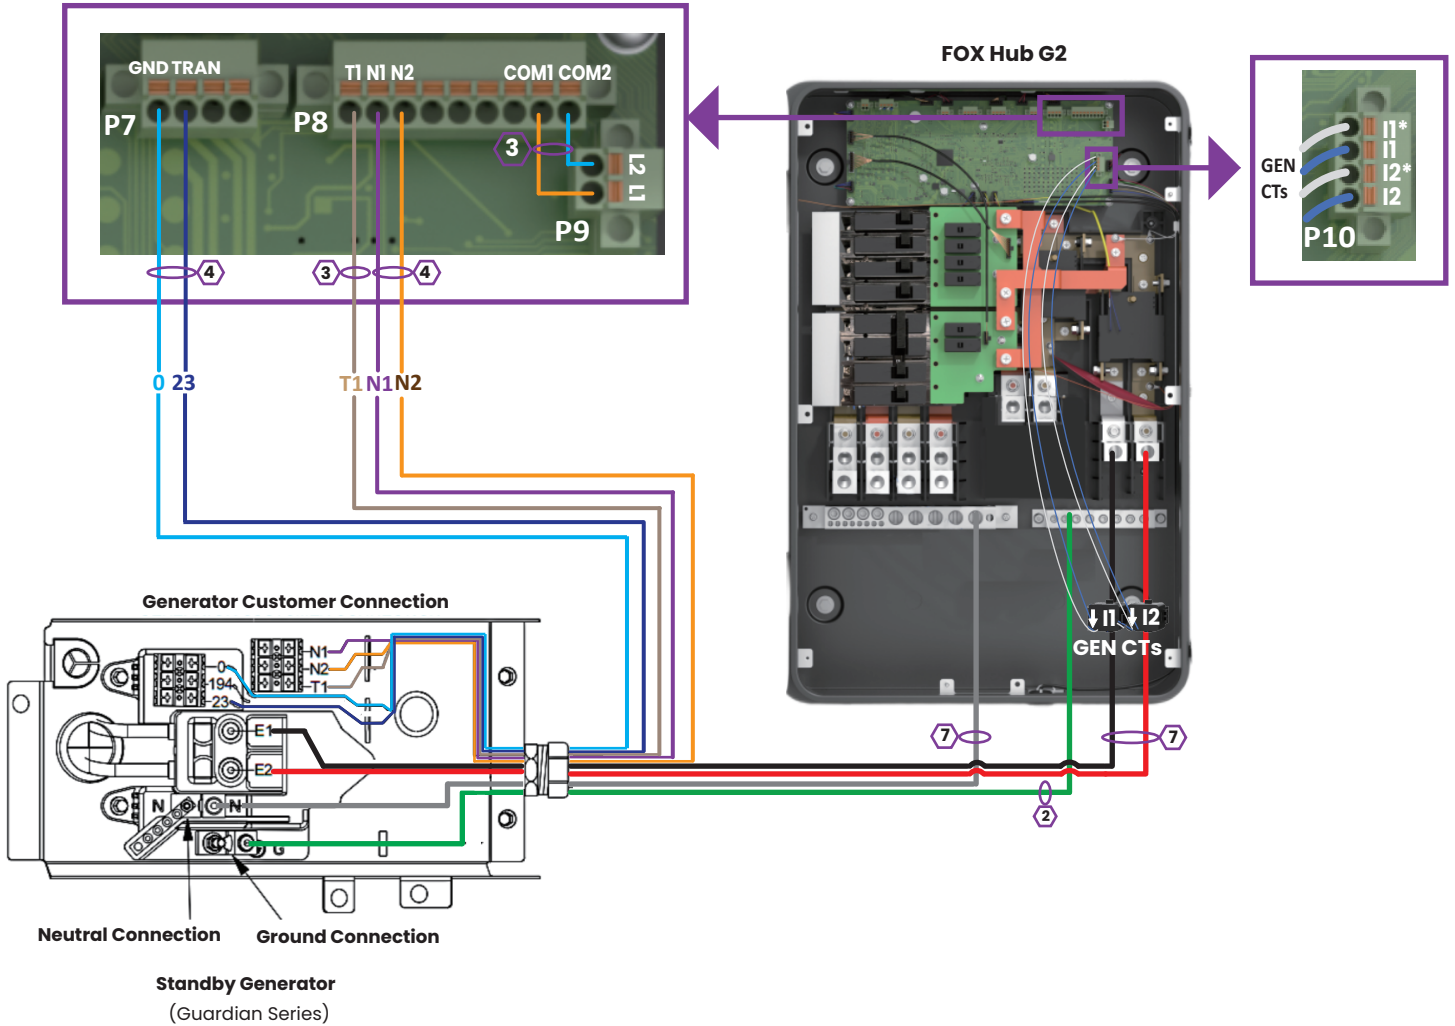 FOX Hub G2
GND TRAN
T1 N1 N2
COM1 COM2
P7
P8
3
L2
L1
P9
4
3
4
I1*
I1
I2*
I2
GEN
CTs
P10
0
23
T1
N1
N2
I1
I2
GEN CTs
Generator Customer Connection
0
194
23
N1
N2
T1
E1
E2
N
N
G
7
7
2
Neutral Connection
Ground Connection
Standby Generator
(Guardian Series)